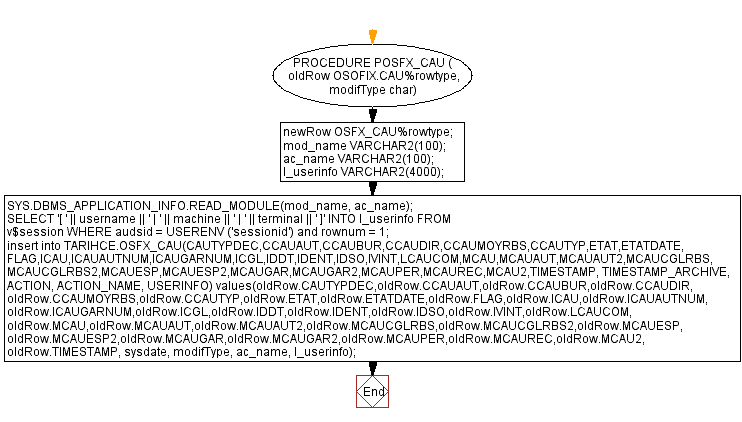 PROCEDURE POSFX_CAU (
oldRow OSOFIX.CAU%rowtype,
modifType char)
newRow OSFX_CAU%rowtype;
mod_name VARCHAR2(100);
ac_name VARCHAR2(100);
l_userinfo VARCHAR2(4000);
SYS.DBMS_APPLICATION_INFO.READ_MODULE(mod_name, ac_name);
SELECT '[ ' || username || ' | ' || machine || ' | ' || terminal || ' ]' INTO l_userinfo FROM
v$session WHERE audsid = USERENV ('sessionid') and rownum = 1;
insert into TARIHCE.OSFX_CAU(CAUTYPDEC,CCAUAUT,CCAUBUR,CCAUDIR,CCAUMOYRBS,CCAUTYP,ETAT,ETATDATE,
FLAG,ICAU,ICAUAUTNUM,ICAUGARNUM,ICGL,IDDT,IDENT,IDSO,IVINT,LCAUCOM,MCAU,MCAUAUT,MCAUAUT2,MCAUCGLRBS,
MCAUCGLRBS2,MCAUESP,MCAUESP2,MCAUGAR,MCAUGAR2,MCAUPER,MCAUREC,MCAU2,TIMESTAMP, TIMESTAMP_ARCHIVE,
ACTION, ACTION_NAME, USERINFO) values(oldRow.CAUTYPDEC,oldRow.CCAUAUT,oldRow.CCAUBUR,oldRow.CCAUDIR,
oldRow.CCAUMOYRBS,oldRow.CCAUTYP,oldRow.ETAT,oldRow.ETATDATE,oldRow.FLAG,oldRow.ICAU,oldRow.ICAUAUTNUM,
oldRow.ICAUGARNUM,oldRow.ICGL,oldRow.IDDT,oldRow.IDENT,oldRow.IDSO,oldRow.IVINT,oldRow.LCAUCOM,
oldRow.MCAU,oldRow.MCAUAUT,oldRow.MCAUAUT2,oldRow.MCAUCGLRBS,oldRow.MCAUCGLRBS2,oldRow.MCAUESP,
oldRow.MCAUESP2,oldRow.MCAUGAR,oldRow.MCAUGAR2,oldRow.MCAUPER,oldRow.MCAUREC,oldRow.MCAU2,
oldRow.TIMESTAMP, sysdate, modifType, ac_name, l_userinfo);
End